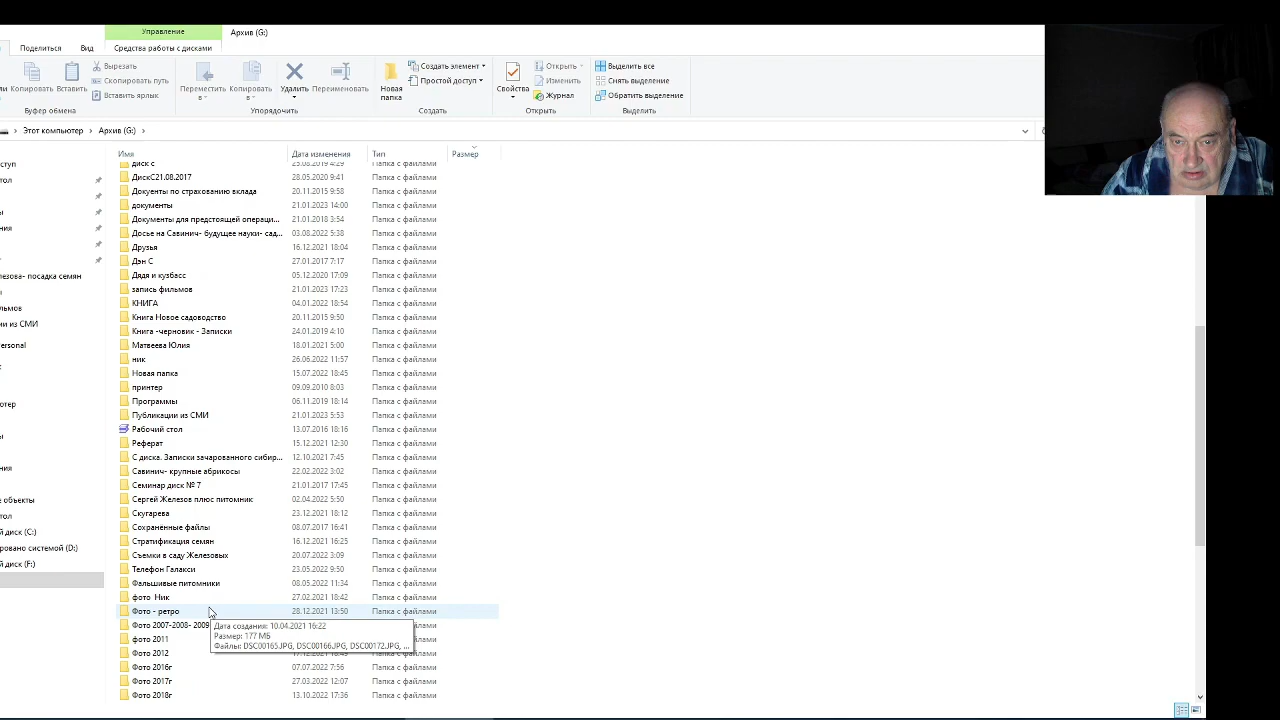 Управление
Архив (G:)
Поделиться
Вид
Средства работы с дисками
Копировать
Вставить
Вырезать
Скопировать путь
Вставить ярлык
Буфер обмена
Переместить в
Копировать в
Удалить
Переименовать
Упорядочить
Новая папка
Создать элемент
Простой доступ
Создать
Свойства
Открыть
Изменить
Журнал
Открыть
Выделить все
Снять выделение
Обратить выделение
Выделить
Этот компьютер
Архив (G:)
Имя Дата изменения Тип Размер
диск с 23.08.2019 4:29 Папка с файлами
ДискС21.08.2017 28.05.2020 9:41 Папка с файлами
Докуенты по страхованию вклада 20.11.2015 9:58 Папка с файлами
документы 21.01.2023 14:00 Папка с файлами
Документы для предстоящей операци... 21.01.2018 3:54 Папка с файлами
Досье на Савинич- будущее науки- сад... 03.08.2022 5:38 Папка с файлами
Друзья 16.12.2021 18:04 Папка с файлами
Дэн С 27.01.2017 7:17 Папка с файлами
Дядя и кузбасс 05.12.2020 17:09 Папка с файлами
запись фильмов 21.01.2023 17:23 Папка с файлами
КНИГА 04.01.2022 18:54 Папка с файлами
Книга Новое садоводство 20.11.2015 9:50 Папка с файлами
Книга -черновик - Записки 24.01.2019 4:10 Папка с файлами
Матвеева Юлия 18.01.2021 5:00 Папка с файлами
ник 26.06.2022 11:57 Папка с файлами
Новая папка 15.07.2022 18:45 Папка с файлами
принтер 09.09.2010 8:03 Папка с файлами
Программы 06.11.2019 18:14 Папка с файлами
Публикации из СМИ 21.01.2023 5:53 Папка с файлами
Рабочий стол 13.07.2016 18:16 Папка с файлами
Реферат 15.12.2021 12:30 Папка с файлами
С диска. Записки зачарованного сибир... 12.10.2021 7:45 Папка с файлами
Савинич- крупные абрикосы 22.02.2022 3:02 Папка с файлами
Семинар диск № 7 21.01.2017 17:45 Папка с файлами
Сергей Железов плюс питомник 02.04.2022 5:50 Папка с файлами
Скугарева 23.12.2021 18:12 Папка с файлами
Сохранённые файлы 08.07.2017 16:41 Папка с файлами
Стратификация семян 16.12.2021 16:25 Папка с файлами
Съемки в саду Железовых 20.07.2022 3:09 Папка с файлами
Телефон Галакси 23.05.2022 9:50 Папка с файлами
Фальшивые питомники 08.05.2022 11:34 Папка с файлами
фото Ник 27.02.2021 18:42 Папка с файлами
Фото - ретро 28.12.2021 13:50 Папка с файлами
Фото 2007-2008- 2009
Дата создания: 10.04.2021 16:22
Размер: 177 МБ
Файлы: DSC00165.JPG, DSC00166.JPG, DSC00172.JPG, ...
фото 2011
Фото 2012
Фото 2016г 07.07.2022 7:56 Папка с файлами
Фото 2017г 27.03.2022 12:07 Папка с файлами
Фото 2018г 13.10.2022 17:36 Папка с файлами
езова- посадка семян
из СМИ
ersonal
е объекты
й диск (C:)
ровано системой (D:)
й диск (F:)